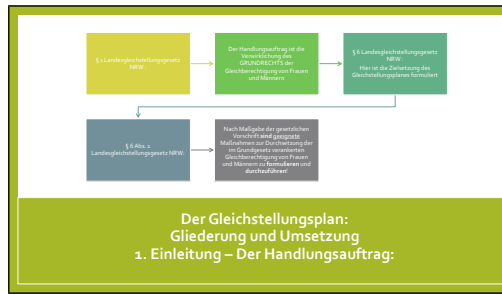 § 1 Landesgleichstellungsgesetz
NRW:
Der Handlungsauftrag ist die
Verwirklichung des
GRUNDRECHTS der
Gleichberechtigung von Frauen
und Männern
§ 6 Landesgleichstellungsgesetz
NRW:
Hier ist die Zielsetzung des
Gleichstellungsplanes formuliert
§ 6 Abs. 1
Landesgleichstellungsgesetz NRW:
Nach Maßgabe der gesetzlichen
Vorschrift sind geeignete
Maßnahmen zur Durchsetzung der
im Grundgesetz verankerten
Gleichberechtigung von Frauen
und Männern zu formulieren und
durchzuführen!
Der Gleichstellungsplan:
Gliederung und Umsetzung
1. Einleitung – Der Handlungsauftrag: